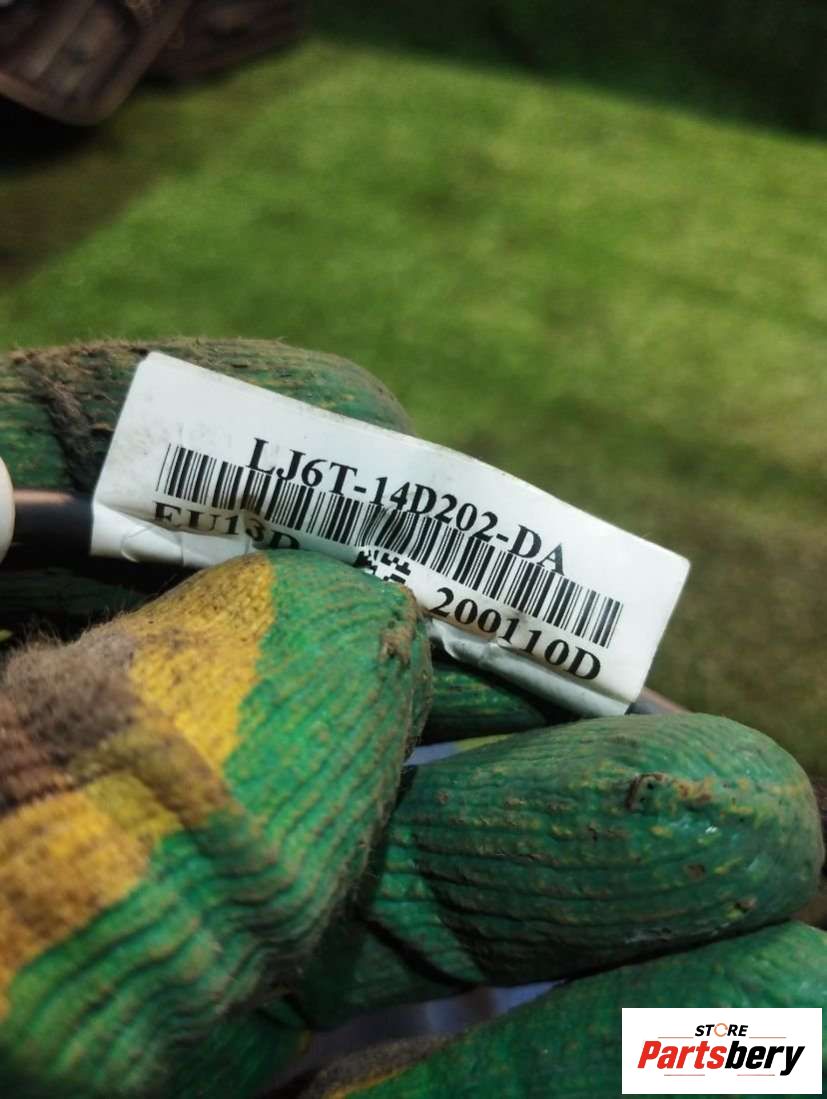 LJ6T-14D202-DA
EU13D
200110D
STORE
Partsbery